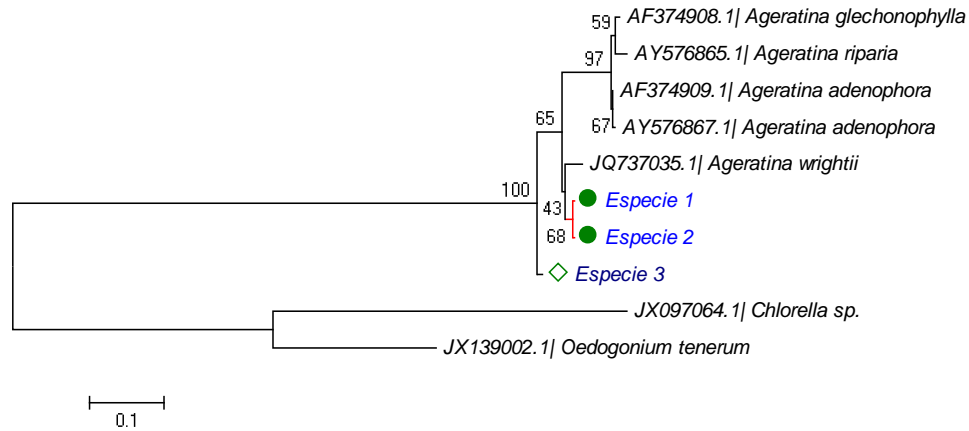 59
AF374908.1| Ageratina glechonophylla
AY576865.1| Ageratina riparia
97
AF374909.1| Ageratina adenophora
67
AY576867.1| Ageratina adenophora
65
JQ737035.1| Ageratina wrightii
100
43
Especie 1
68
Especie 2
Especie 3
JX097064.1| Chlorella sp.
JX139002.1| Oedogonium tenerum
0.1